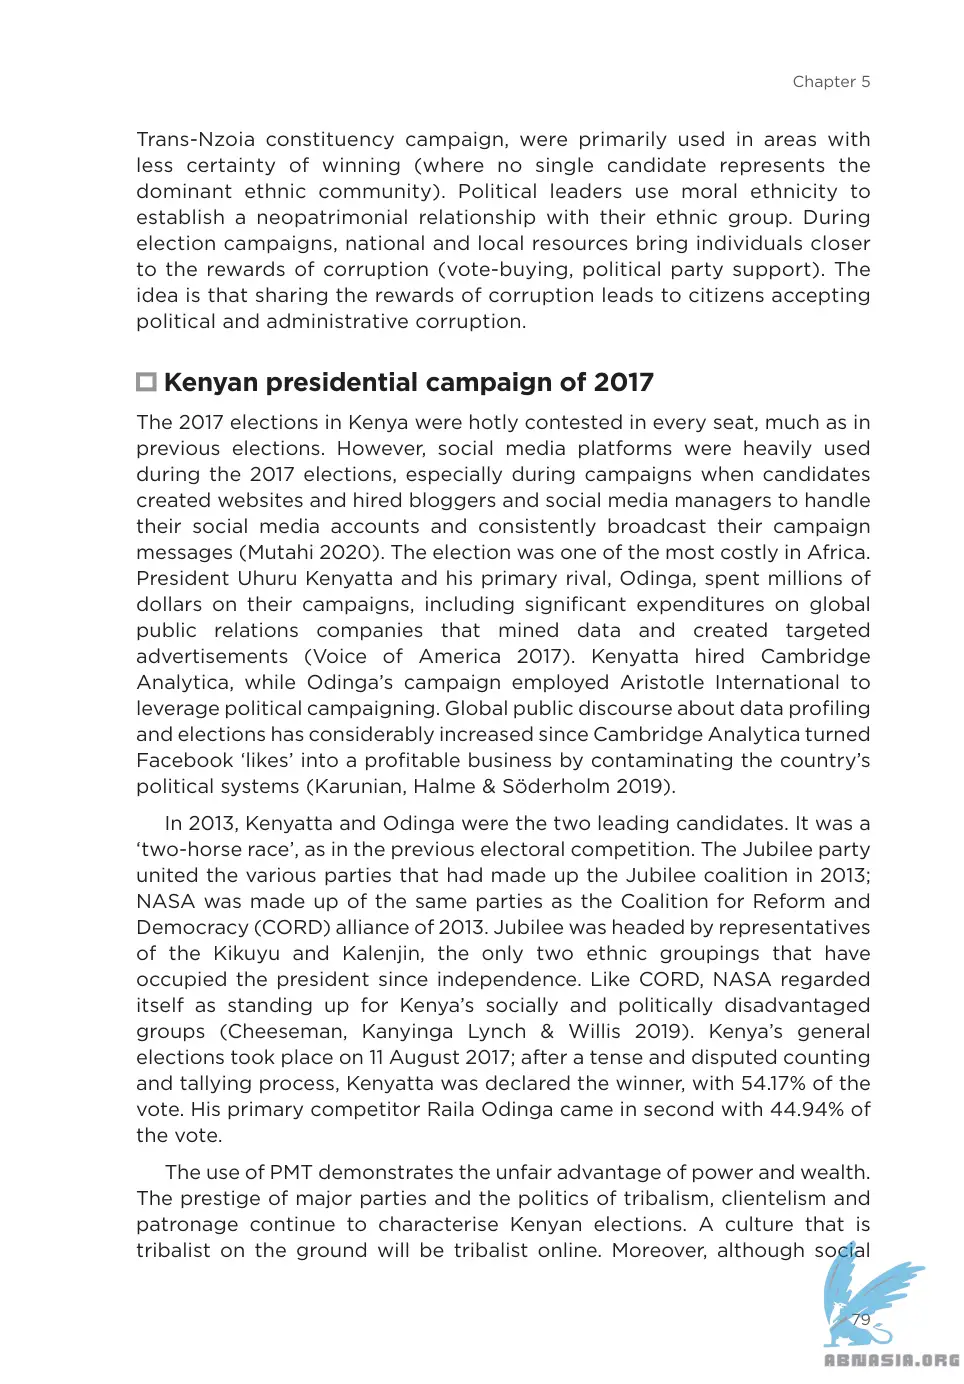 Chapter 5
Trans-Nzoia constituency campaign, were primarily used in areas with
less certainty of winning (where no single candidate represents the
dominant ethnic community). Political leaders use moral ethnicity to
establish a neopatrimonial relationship with their ethnic group. During
election campaigns, national and local resources bring individuals closer
to the rewards of corruption (vote-buying, political party support). The
idea is that sharing the rewards of corruption leads to citizens accepting
political and administrative corruption.
Kenyan presidential campaign of 2017
The 2017 elections in Kenya were hotly contested in every seat, much as in
previous elections. However, social media platforms were heavily used
during the 2017 elections, especially during campaigns when candidates
created websites and hired bloggers and social media managers to handle
their social media accounts and consistently broadcast their campaign
messages (Mutahi 2020). The election was one of the most costly in Africa.
President Uhuru Kenyatta and his primary rival, Odinga, spent millions of
dollars on their campaigns, including significant expenditures on global
public relations companies that mined data and created targeted
advertisements (Voice of America 2017). Kenyatta hired Cambridge
Analytica, while Odinga’s campaign employed Aristotle International to
leverage political campaigning. Global public discourse about data profiling
and elections has considerably increased since Cambridge Analytica turned
Facebook ‘likes’ into a profitable business by contaminating the country’s
political systems (Karunian, Halme & Söderholm 2019).
In 2013, Kenyatta and Odinga were the two leading candidates. It was a
‘two-horse race’, as in the previous electoral competition. The Jubilee party
united the various parties that had made up the Jubilee coalition in 2013;
NASA was made up of the same parties as the Coalition for Reform and
Democracy (CORD) alliance of 2013. Jubilee was headed by representatives
of the Kikuyu and Kalenjin, the only two ethnic groupings that have
occupied the president since independence. Like CORD, NASA regarded
itself as standing up for Kenya’s socially and politically disadvantaged
groups (Cheeseman, Kanyinga Lynch & Willis 2019). Kenya’s general
elections took place on 11 August 2017; after a tense and disputed counting
and tallying process, Kenyatta was declared the winner, with 54.17% of the
vote. His primary competitor Raila Odinga came in second with 44.94% of
the vote.
The use of PMT demonstrates the unfair advantage of power and wealth.
The prestige of major parties and the politics of tribalism, clientelism and
patronage continue to characterise Kenyan elections. A culture that is
tribalist on the ground will be tribalist online. Moreover, although social
79
ABNASIA.ORG